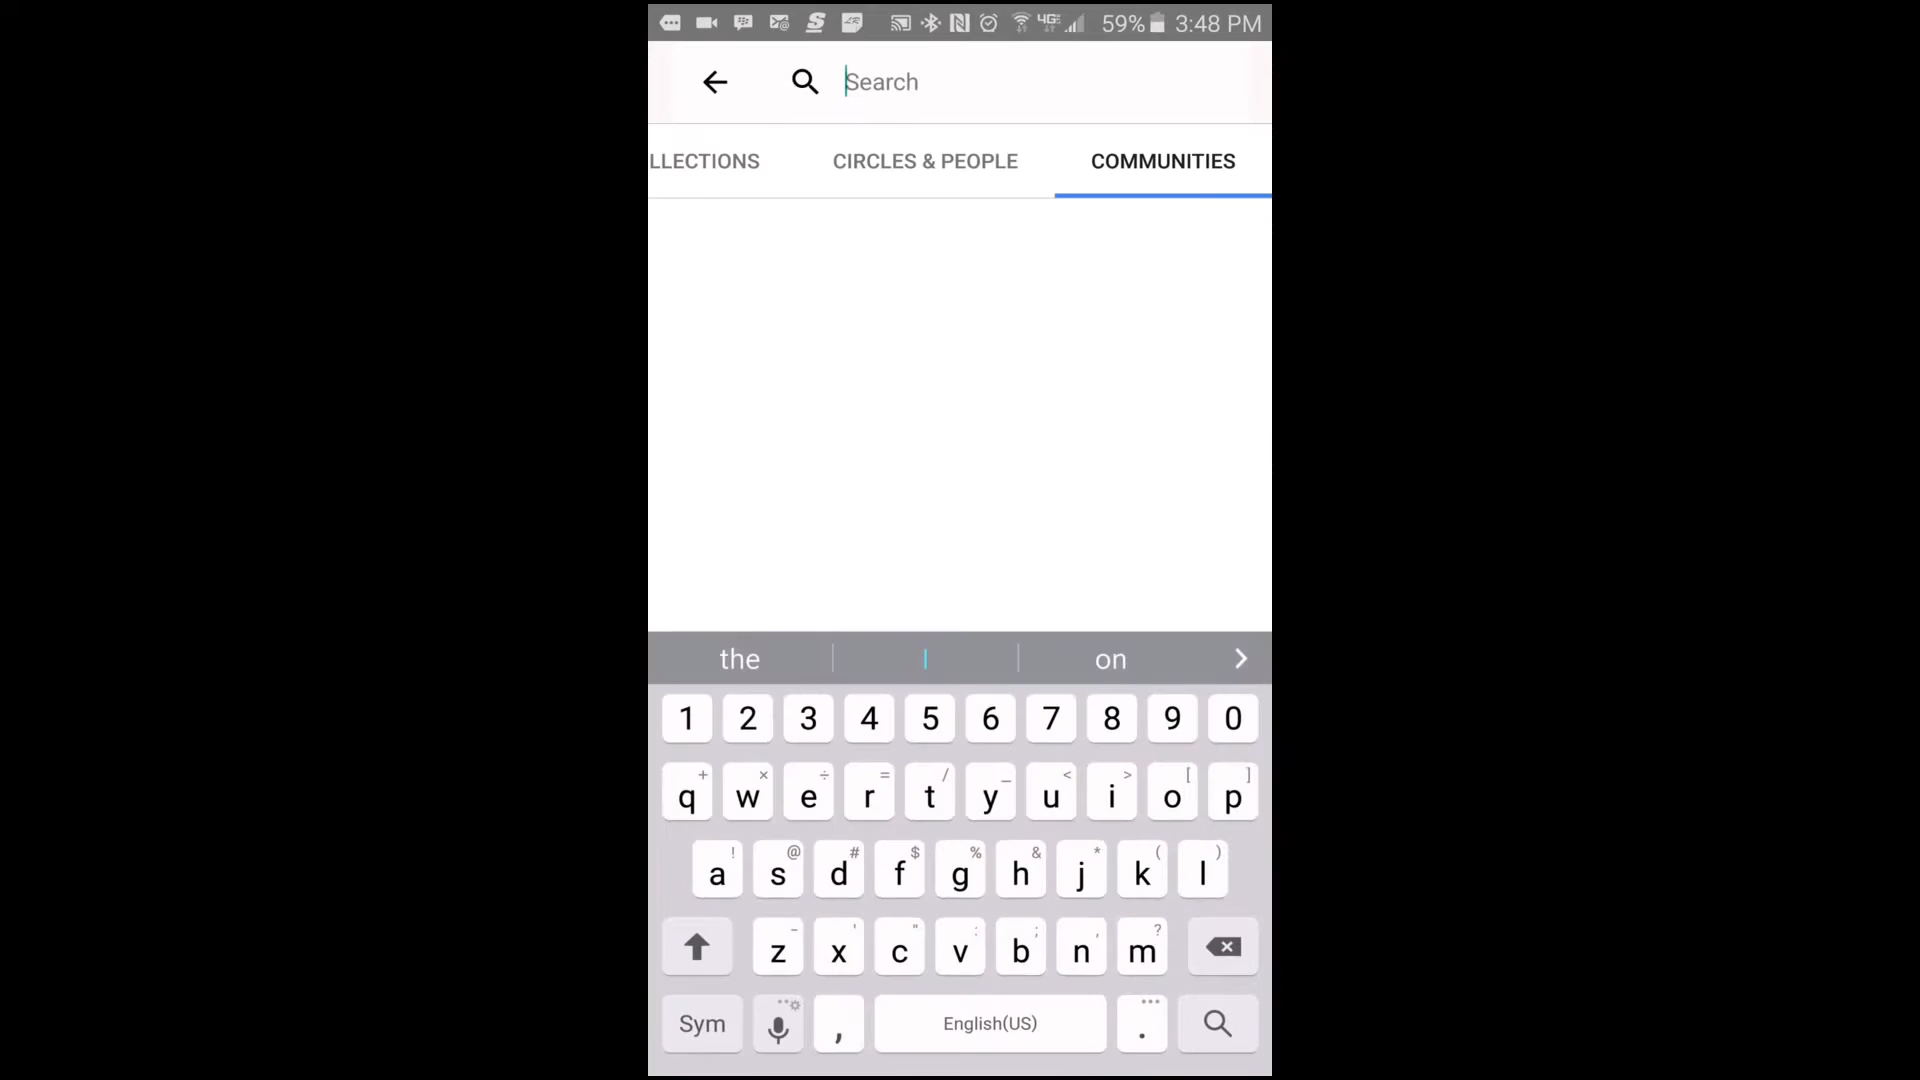 59% 3:48 PM
Search
LLECTIONS CIRCLES & PEOPLE COMMUNITIES
the I on
1 2 3 4 5 6 7 8 9 0
+ × ÷ = / _ < > [ ]
q w e r t y u i o p
! @ # $ % & * ( )
a s d f g h j k l
- ' " : ; , ?
z x c v b n m
Sym , English(US) .